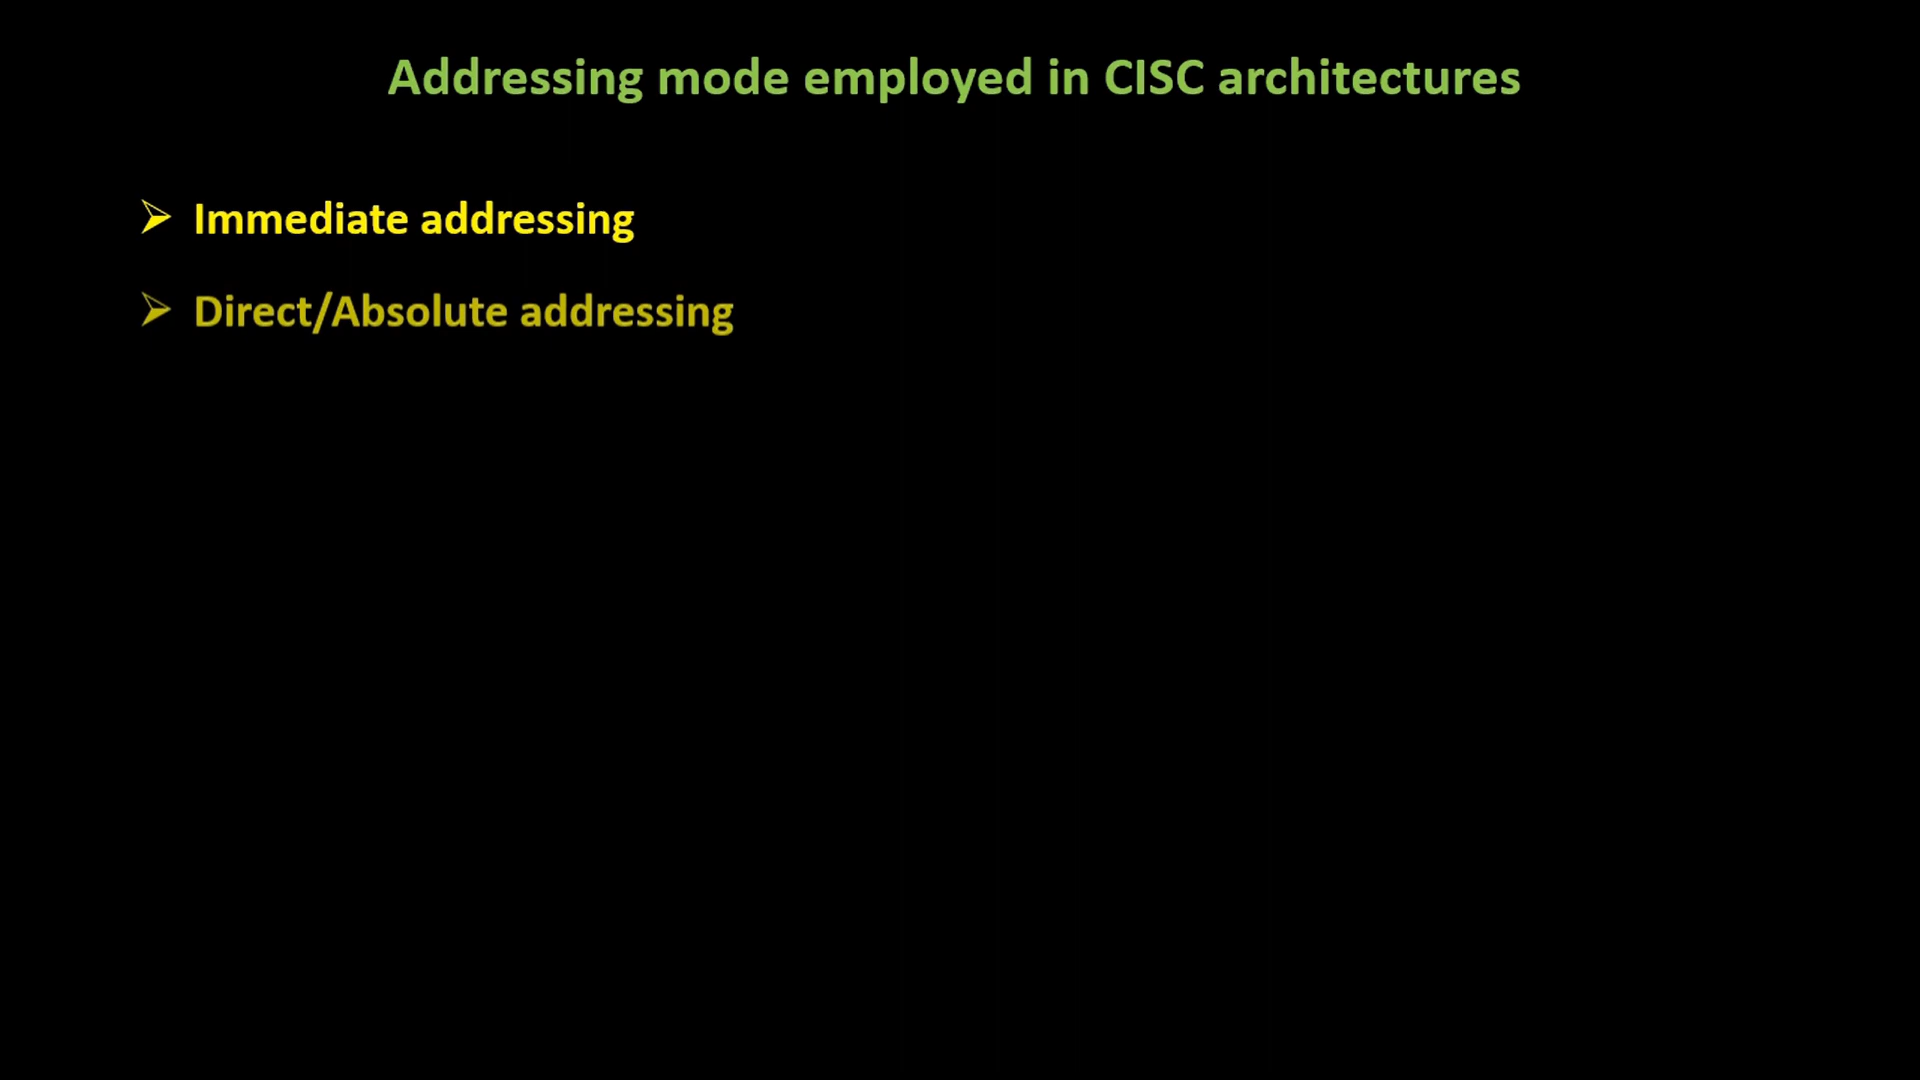 Addressing mode employed in CISC architectures
➢ Immediate addressing
➢ Direct/Absolute addressing